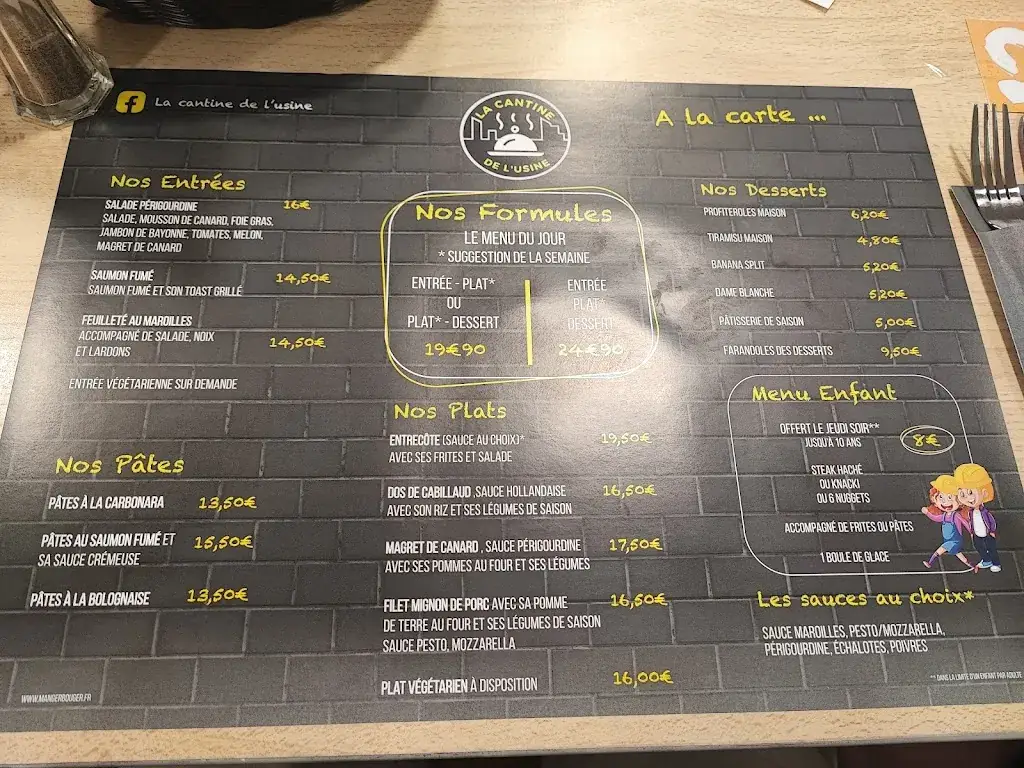 La cantine de l'usine
LA CANTINE
DE L'USINE
A la carte ...
Nos Entrées
SALADE PÉRIGOURDINE 16€
SALADE, MOUSSON DE CANARD, FOIE GRAS,
JAMBON DE BAYONNE, TOMATES, MELON,
MAGRET DE CANARD
SAUMON FUMÉ 14,50€
SAUMON FUMÉ ET SON TOAST GRILLÉ
FEUILLETÉ AU MAROILLES
ACCOMPAGNÉ DE SALADE, NOIX 14,50€
ET LARDONS
ENTRÉE VÉGÉTARIENNE SUR DEMANDE
Nos Pâtes
PÂTES À LA CARBONARA 13,50€
PÂTES AU SAUMON FUMÉ ET 15,50€
SA SAUCE CRÉMEUSE
PÂTES À LA BOLOGNAISE 13,50€
WWW.MANGERBOUGER.FR
Nos Formules
LE MENU DU JOUR
* SUGGESTION DE LA SEMAINE
ENTRÉE - PLAT*
OU
PLAT* - DESSERT
19€90
ENTRÉE
PLAT*
DESSERT
24€90
Nos Plats
ENTRECÔTE (SAUCE AU CHOIX)* 19,50€
AVEC SES FRITES ET SALADE
DOS DE CABILLAUD ,SAUCE HOLLANDAISE 16,50€
AVEC SON RIZ ET SES LÉGUMES DE SAISON
MAGRET DE CANARD , SAUCE PÉRIGOURDINE 17,50€
AVEC SES POMMES AU FOUR ET SES LÉGUMES
FILET MIGNON DE PORC AVEC SA POMME 16,50€
DE TERRE AU FOUR ET SES LÉGUMES DE SAISON
SAUCE PESTO, MOZZARELLA
PLAT VÉGÉTARIEN À DISPOSITION 16,00€
Nos Desserts
PROFITEROLES MAISON 6,20€
TIRAMISU MAISON 4,80€
BANANA SPLIT 5,20€
DAME BLANCHE 5,20€
PÂTISSERIE DE SAISON 5,00€
FARANDOLES DES DESSERTS 9,50€
Menu Enfant
OFFERT LE JEUDI SOIR** 8€
JUSQU'À 10 ANS
STEAK HACHÉ
OU KNACKI
OU 6 NUGGETS
ACCOMPAGNÉ DE FRITES OU PÂTES
1 BOULE DE GLACE
Les sauces au choix*
SAUCE MAROILLES, PESTO/MOZZARELLA,
PÉRIGOURDINE, ÉCHALOTES, POIVRES
** DANS LA LIMITE D'UN ENFANT PAR ADULTE